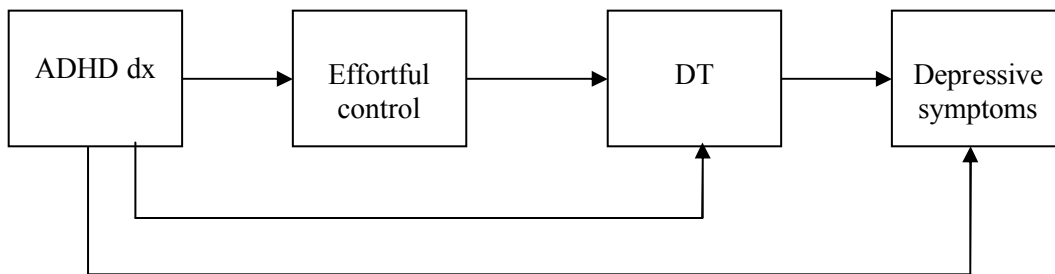 ADHD dx
Effortful
control
DT
Depressive
symptoms